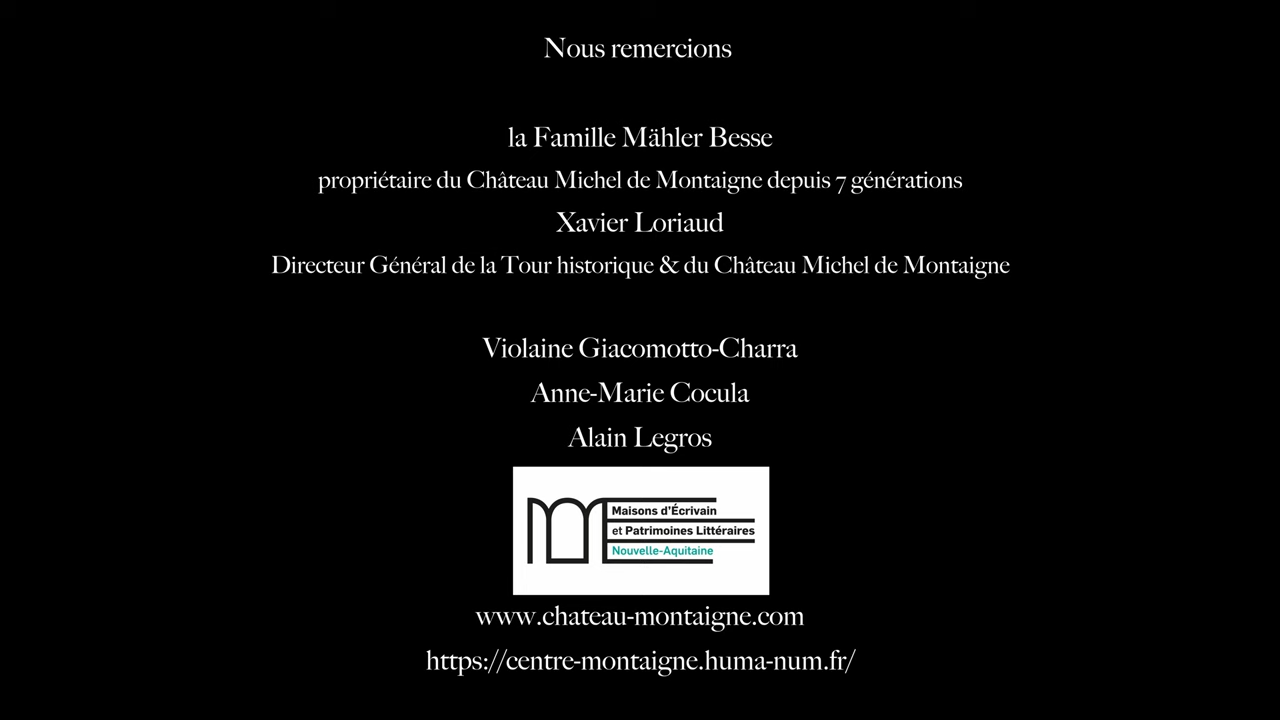 Nous remercions
la Famille Mähler Besse
propriétaire du Château Michel de Montaigne depuis 7 générations
Xavier Loriaud
Directeur Général de la Tour historique & du Château Michel de Montaigne
Violaine Giacomotto-Charra
Anne-Marie Cocula
Alain Legros
Maisons d'Écrivain
et Patrimoines Littéraires
Nouvelle-Aquitaine
www.chateau-montaigne.com
https://centre-montaigne.huma-num.fr/